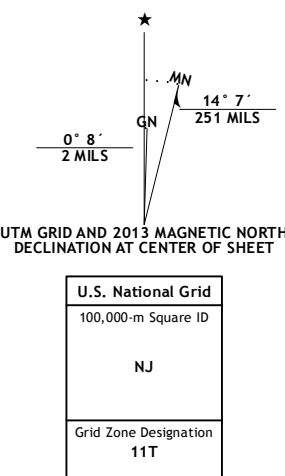 ★
MN
GN
14° 7´
251 MILS
0° 8´
2 MILS
UTM GRID AND 2013 MAGNETIC NORTH
DECLINATION AT CENTER OF SHEET
U.S. National Grid
100,000-m Square ID
NJ
Grid Zone Designation
11T